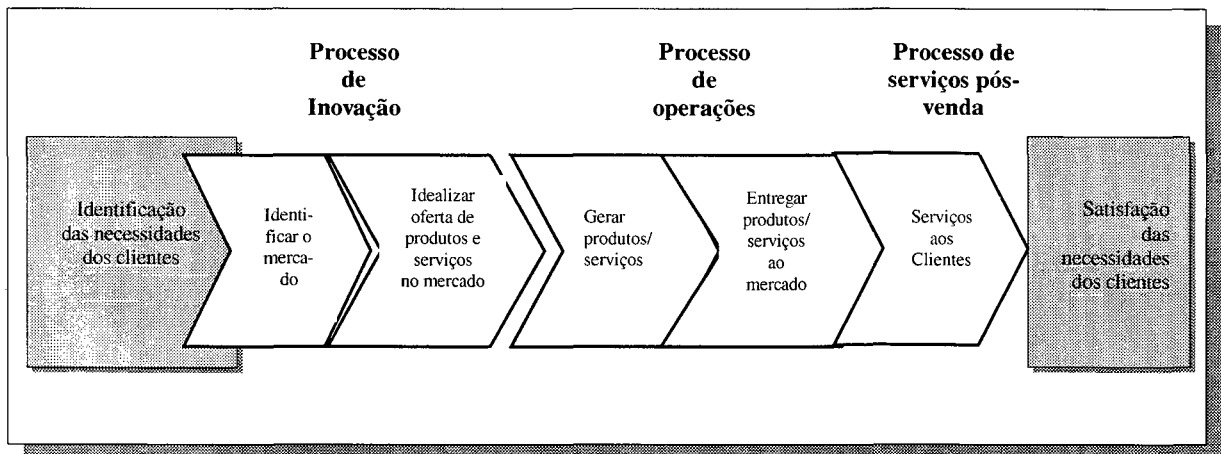 Processo
de
Inovação
Processo
de
operações
Processo de
serviços pós-
venda
Identificação
das necessidades
dos clientes
Identi-
ficar o
merca-
do
Idealizar
oferta de
produtos e
serviços
no mercado
Gerar
produtos/
serviços
Entregar
produtos/
serviços
ao
mercado
Serviços
aos
Clientes
Satisfação
das
necessidades
dos clientes